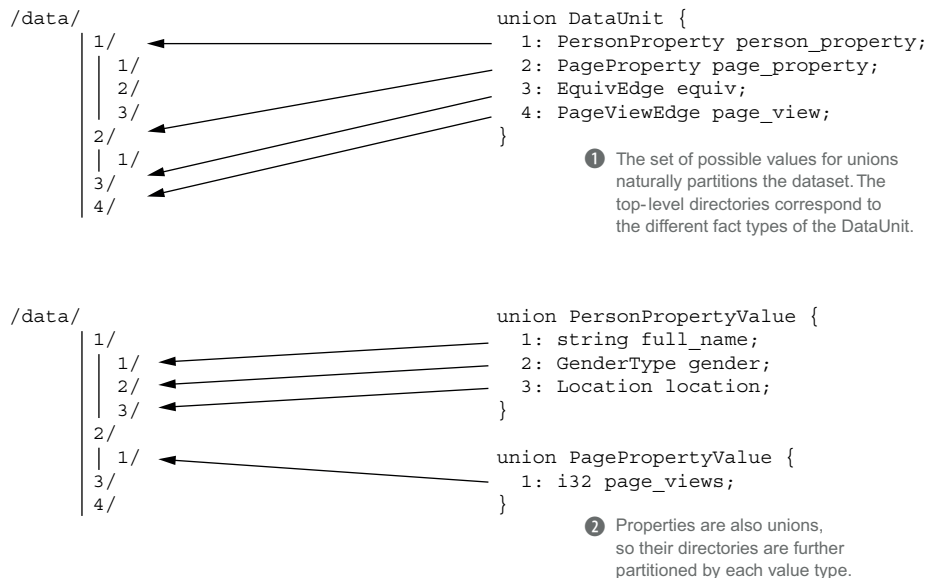 /data/
1/
| 1/
2/
3/
2/
| 1/
3/
4/
union DataUnit {
1: PersonProperty person_property;
2: PageProperty page_property;
3: EquivEdge equiv;
4: PageViewEdge page_view;
}
1 The set of possible values for unions
naturally partitions the dataset. The
top-level directories correspond to
the different fact types of the DataUnit.
/data/
1/
| 1/
2/
3/
2/
| 1/
3/
4/
union PersonPropertyValue {
1: string full_name;
2: GenderType gender;
3: Location location;
}
union PagePropertyValue {
1: i32 page_views;
}
2 Properties are also unions,
so their directories are further
partitioned by each value type.